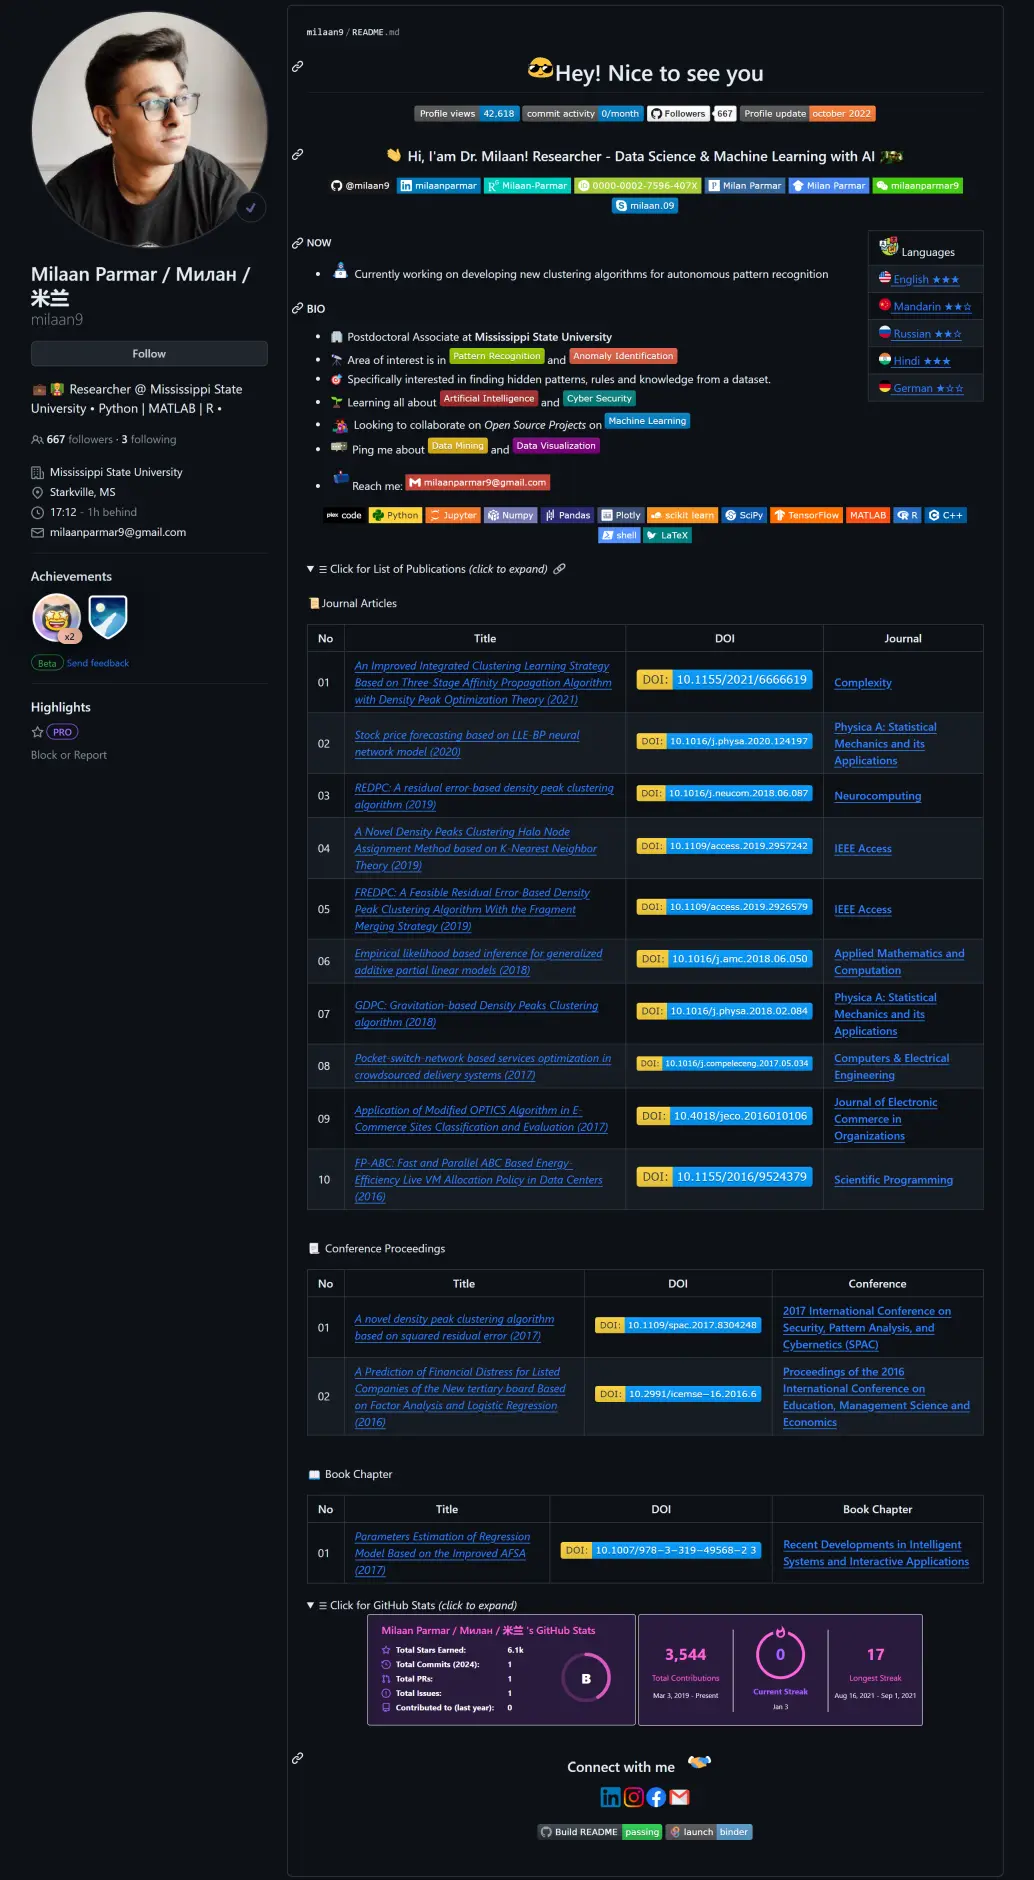 Milaan Parmar / Милан /
米兰
milaan9
Follow
Researcher @ Mississippi State
University • Python | MATLAB | R •
667 followers · 3 following
Mississippi State University
Starkville, MS
17:12 - 1h behind
milaanparmar9@gmail.com
Achievements
x2
Beta Send feedback
Highlights
PRO
Block or Report
milaan9/README.md
Hey! Nice to see you
Profile views 42,618 commit activity 0/month Followers 667 Profile update october 2022
Hi, I'am Dr. Milaan! Researcher - Data Science & Machine Learning with AI
@milaan9 milaanparmar Milaan-Parmar 0000-0002-7596-407X Milan Parmar Milan Parmar milaanparmar9
milaan.09
NOW
• Currently working on developing new clustering algorithms for autonomous pattern recognition
Languages
English ★★★
Mandarin ★★☆
Russian ★★☆
Hindi ★★★
German ★☆☆
BIO
• Postdoctoral Associate at Mississippi State University
• Area of interest is in Pattern Recognition and Anomaly Identification
• Specifically interested in finding hidden patterns, rules and knowledge from a dataset.
• Learning all about Artificial Intelligence and Cyber Security
• Looking to collaborate on Open Source Projects on Machine Learning
• Ping me about Data Mining and Data Visualization
• Reach me: milaanparmar9@gmail.com
plex code Python Jupyter Numpy Pandas Plotly scikit learn SciPy TensorFlow MATLAB R C++
shell LaTeX
▼ ☰ Click for List of Publications (click to expand)
Journal Articles
No Title DOI Journal
01 An Improved Integrated Clustering Learning Strategy
Based on Three-Stage Affinity Propagation Algorithm
with Density Peak Optimization Theory (2021)
DOI: 10.1155/2021/6666619
Complexity
02 Stock price forecasting based on LLE-BP neural
network model (2020)
DOI: 10.1016/j.physa.2020.124197
Physica A: Statistical
Mechanics and its
Applications
03 REDPC: A residual error-based density peak clustering
algorithm (2019)
DOI: 10.1016/j.neucom.2018.06.087
Neurocomputing
04 A Novel Density Peaks Clustering Halo Node
Assignment Method based on K-Nearest Neighbor
Theory (2019)
DOI: 10.1109/access.2019.2957242
IEEE Access
05 FREDPC: A Feasible Residual Error-Based Density
Peak Clustering Algorithm With the Fragment
Merging Strategy (2019)
DOI: 10.1109/access.2019.2926579
IEEE Access
06 Empirical likelihood based inference for generalized
additive partial linear models (2018)
DOI: 10.1016/j.amc.2018.06.050
Applied Mathematics and
Computation
07 GDPC: Gravitation-based Density Peaks Clustering
algorithm (2018)
DOI: 10.1016/j.physa.2018.02.084
Physica A: Statistical
Mechanics and its
Applications
08 Pocket-switch-network based services optimization in
crowdsourced delivery systems (2017)
DOI: 10.1016/j.compeleceng.2017.05.034
Computers & Electrical
Engineering
09 Application of Modified OPTICS Algorithm in E-
Commerce Sites Classification and Evaluation (2017)
DOI: 10.4018/jeco.2016010106
Journal of Electronic
Commerce in
Organizations
10 FP-ABC: Fast and Parallel ABC Based Energy-
Efficiency Live VM Allocation Policy in Data Centers
(2016)
DOI: 10.1155/2016/9524379
Scientific Programming
Conference Proceedings
No Title DOI Conference
01 A novel density peak clustering algorithm
based on squared residual error (2017)
DOI: 10.1109/spac.2017.8304248
2017 International Conference on
Security, Pattern Analysis, and
Cybernetics (SPAC)
02 A Prediction of Financial Distress for Listed
Companies of the New tertiary board Based
on Factor Analysis and Logistic Regression
(2016)
DOI: 10.2991/icemse−16.2016.6
Proceedings of the 2016
International Conference on
Education, Management Science and
Economics
Book Chapter
No Title DOI Book Chapter
01 Parameters Estimation of Regression
Model Based on the Improved AFSA
(2017)
DOI: 10.1007/978−3−319−49568−2 3
Recent Developments in Intelligent
Systems and Interactive Applications
▼ ☰ Click for GitHub Stats (click to expand)
Milaan Parmar / Милан / 米兰 's GitHub Stats
Total Stars Earned: 6.1k
Total Commits (2024): 1
Total PRs: 1
Total Issues: 1
Contributed to (last year): 0
B
3,544
Total Contributions
Mar 3, 2019 - Present
0
Current Streak
Jan 3
17
Longest Streak
Aug 16, 2021 - Sep 1, 2021
Connect with me
Build README passing launch binder